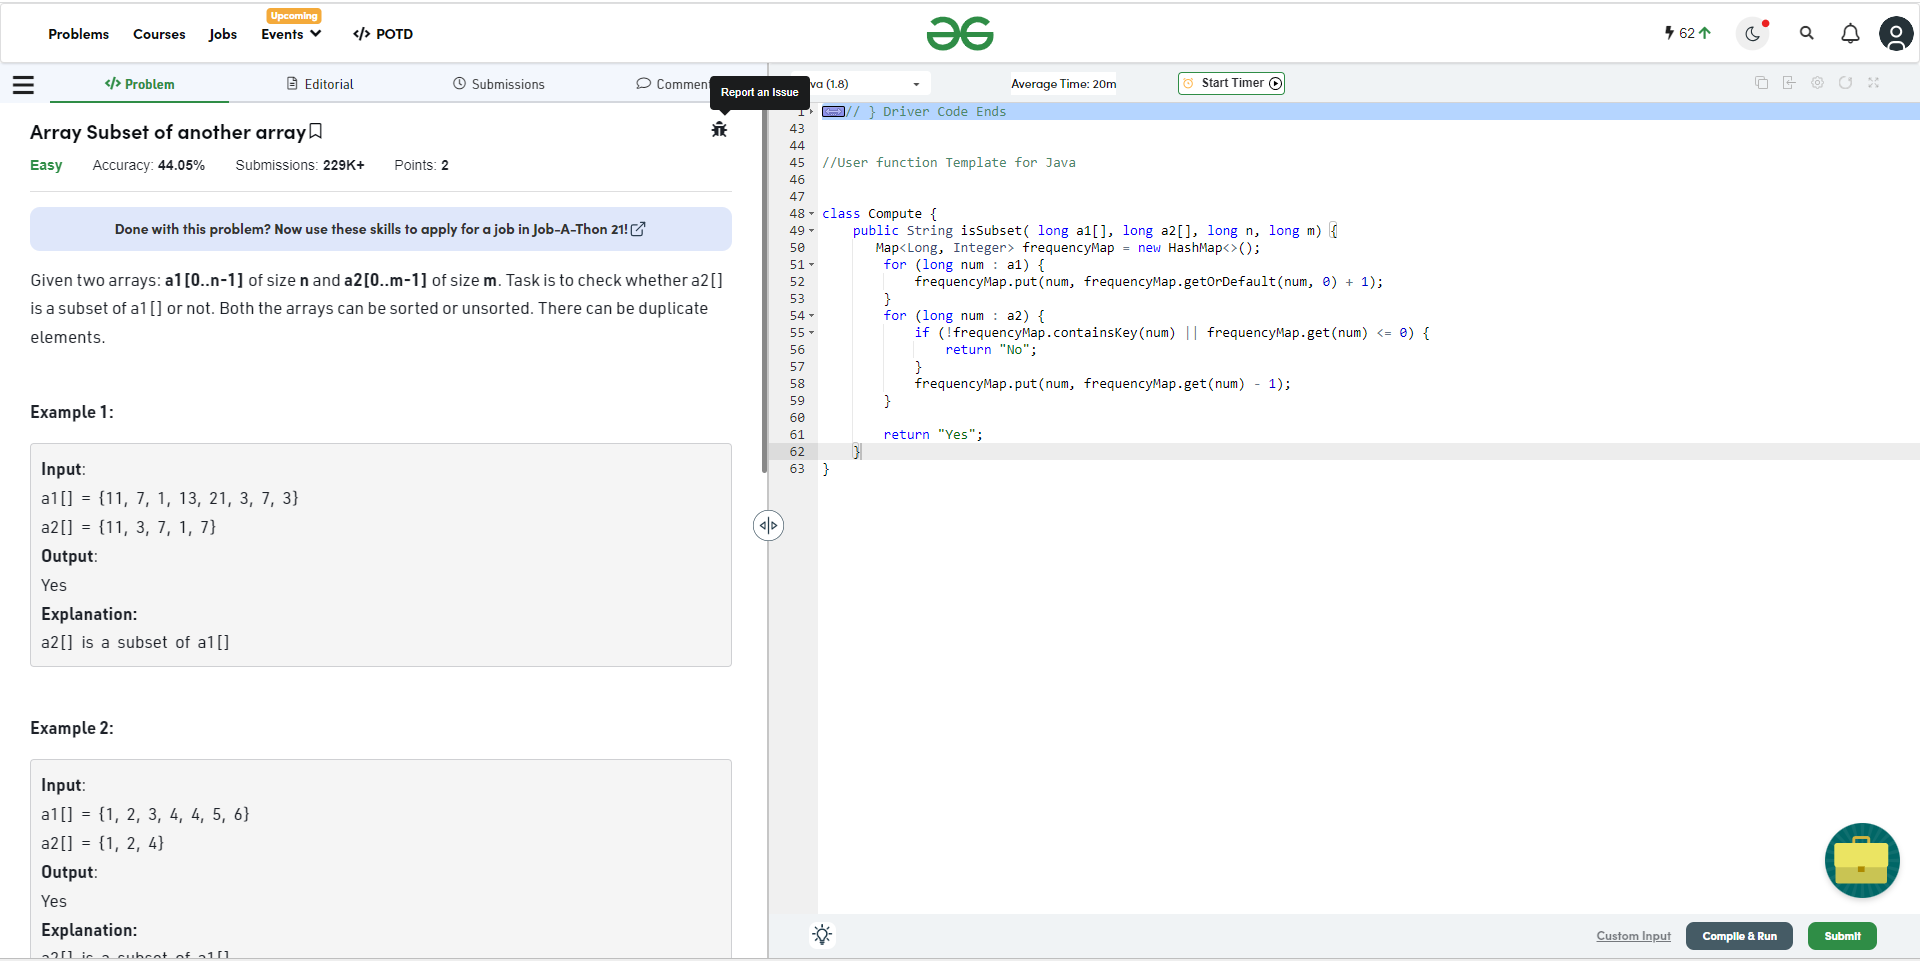 Problems Courses Jobs Events POTD
Upcoming
62
Problem Editorial Submissions Comment
Report an Issue
va (1.8) Average Time: 20m Start Timer
Array Subset of another array
Easy Accuracy: 44.05% Submissions: 229K+ Points: 2
Done with this problem? Now use these skills to apply for a job in Job-A-Thon 21!
Given two arrays: a1[0..n-1] of size n and a2[0..m-1] of size m. Task is to check whether a2[]
is a subset of a1[] or not. Both the arrays can be sorted or unsorted. There can be duplicate
elements.
Example 1:
Input:
a1[] = {11, 7, 1, 13, 21, 3, 7, 3}
a2[] = {11, 3, 7, 1, 7}
Output:
Yes
Explanation:
a2[] is a subset of a1[]
Example 2:
Input:
a1[] = {1, 2, 3, 4, 4, 5, 6}
a2[] = {1, 2, 4}
Output:
Yes
Explanation:
a2[] is a subset of a1[]
1 // } Driver Code Ends
43
44
45 //User function Template for Java
46
47
48 class Compute {
49 public String isSubset( long a1[], long a2[], long n, long m) {
50 Map<Long, Integer> frequencyMap = new HashMap<>();
51 for (long num : a1) {
52 frequencyMap.put(num, frequencyMap.getOrDefault(num, 0) + 1);
53 }
54 for (long num : a2) {
55 if (!frequencyMap.containsKey(num) || frequencyMap.get(num) <= 0) {
56 return "No";
57 }
58 frequencyMap.put(num, frequencyMap.get(num) - 1);
59 }
60
61 return "Yes";
62 }
63 }
Custom Input Compile & Run Submit